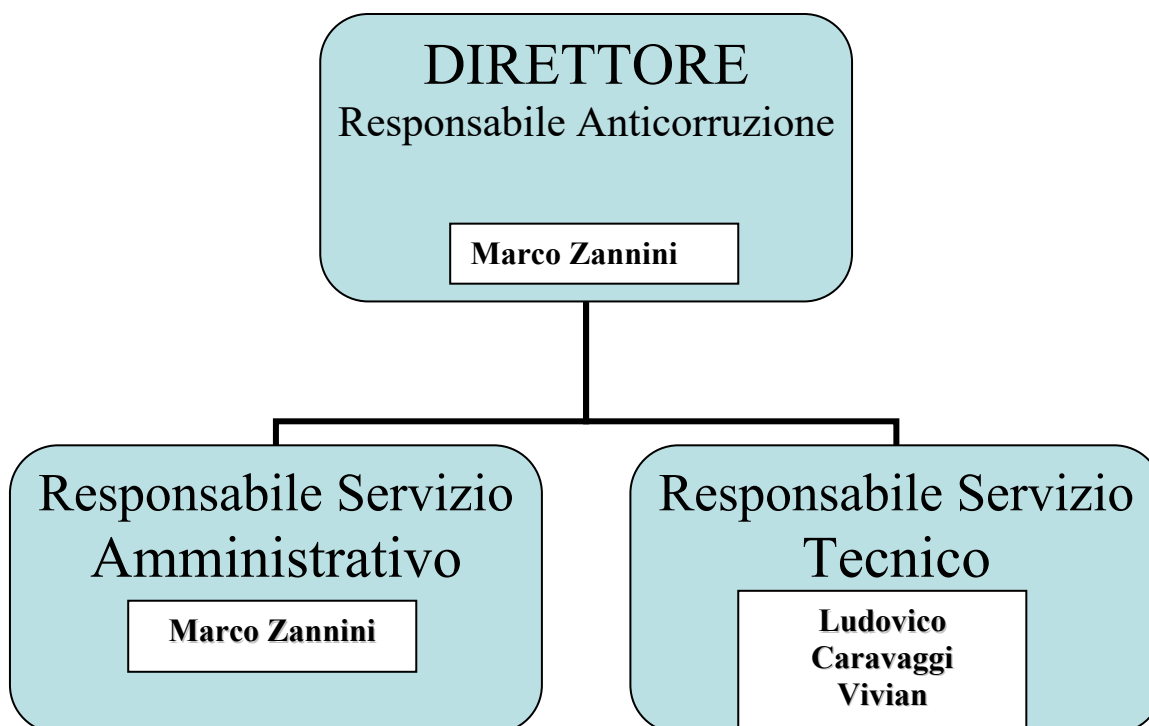 DIRETTORE
Responsabile Anticorruzione
Marco Zannini
Responsabile Servizio
Amministrativo
Marco Zannini
Responsabile Servizio
Tecnico
Ludovico
Caravaggi
Vivian